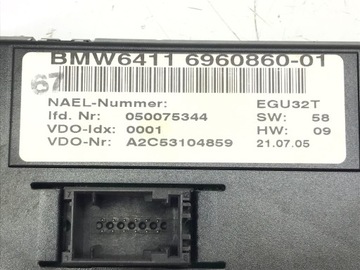 BMW6411 6960860-01
67
NAEL-Nummer: EGU32T
lfd. Nr: 050075344 SW: 58
VDO-Idx: 0001 HW: 09
VDO-Nr: A2C53104859 21.07.05